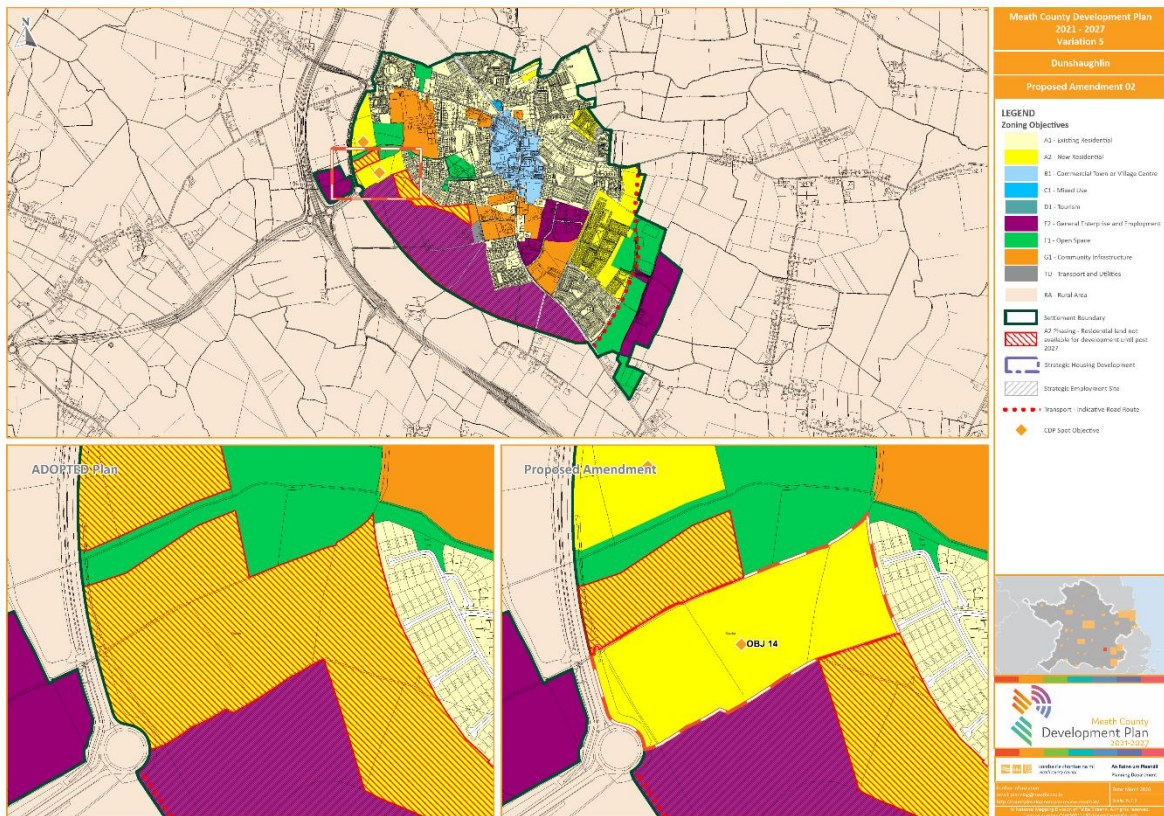 N
Meath County Development Plan
2021 - 2027
Variation 5
Dunshaughlin
Proposed Amendment 02
LEGEND
Zoning Objectives
A1 - Existing Residential
A2 - New Residential
B1 - Commercial Town or Village Centre
C1 - Mixed Use
D1 - Tourism
E2 - General Enterprise and Employment
F1 - Open Space
G1 - Community Infrastructure
TU - Transport and Utilities
RA - Rural Area
Settlement Boundary
A2 Phasing - Residential land not
available for development until post
2027
Strategic Housing Development
Strategic Employment Site
Transport - Indicative Road Route
CDP Spot Objective
ADOPTED Plan
Proposed Amendment
OBJ 14
Meath County
Development Plan
2021-2027
Planning Department